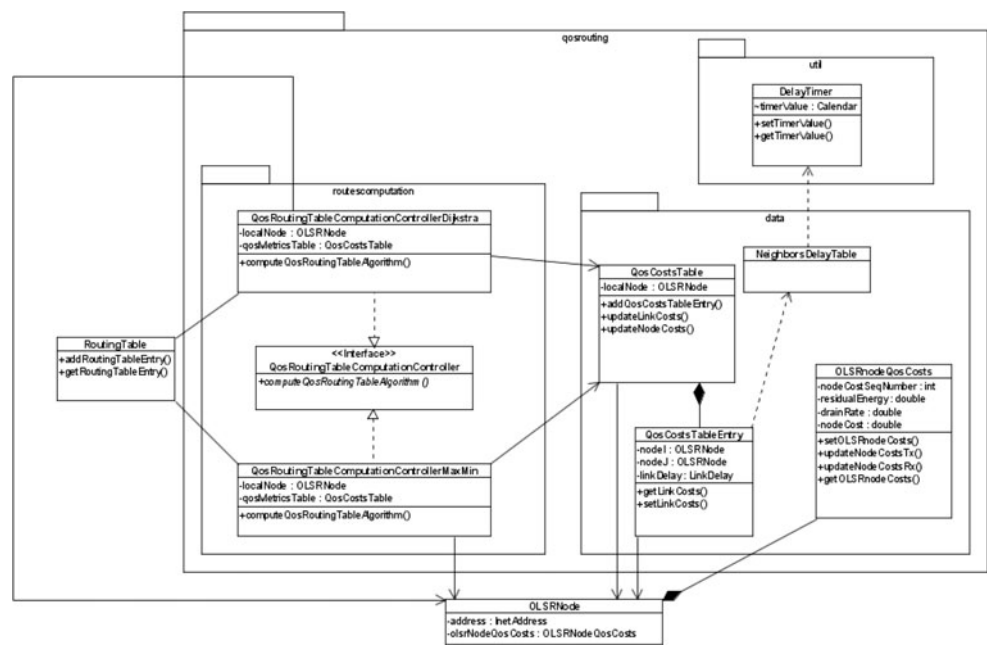 qosrouting
util
DelayTimer
~timerValue : Calendar
+setTimerValue()
+getTimerValue()
routescomputation
data
QosRoutingTableComputationControllerDijkstra
-localNode : OLSRNode
-qosMetricsTable : QosCostsTable
+computeQosRoutingTableAlgorithm()
NeighborsDelayTable
QosCostsTable
-localNode : OLSRNode
+addQosCostsTableEntry()
+updateLinkCosts()
+updateNodeCosts()
RoutingTable
+addRoutingTableEntry()
+getRoutingTableEntry()
<<Interface>>
QosRoutingTableComputationController
+computeQosRoutingTableAlgorithm ()
OLSRnodeQosCosts
-nodeCostSeqNumber : int
-residualEnergy : double
-drainRate : double
-nodeCost : double
+setOLSRnodeCosts()
+updateNodeCostsTx()
+updateNodeCostsRx()
+getOLSRnodeCosts()
QosCostsTableEntry
-nodeI : OLSRNode
-nodeJ : OLSRNode
-linkDelay : LinkDelay
+getLinkCosts()
+setLinkCosts()
QosRoutingTableComputationControllerMaxMin
-localNode : OLSRNode
-qosMetricsTable : QosCostsTable
+computeQosRoutingTableAlgorithm()
OLSRNode
-address : InetAddress
-olsrNodeQosCosts : OLSRNodeQosCosts